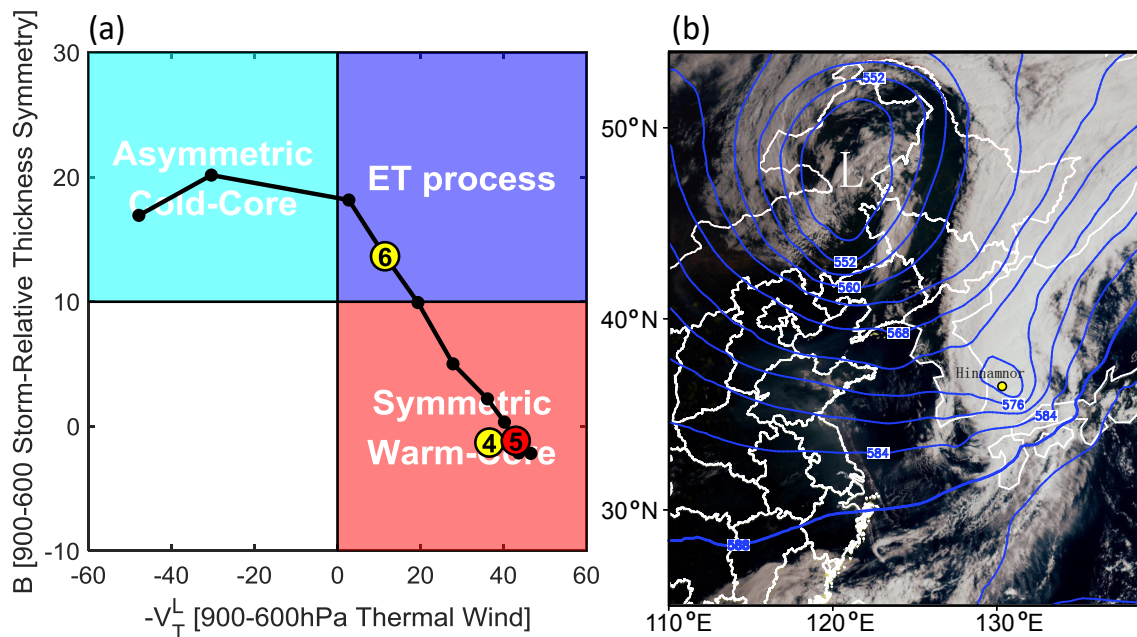 (a)
B [900-600 Storm-Relative Thickness Symmetry]
30
20
10
0
-10
Asymmetric
Cold-Core
ET process
Symmetric
Warm-Core
6
4
5
-60
-40
-20
0
20
40
60
-V
L
T
[900-600hPa Thermal Wind]
(b)
50°N
40°N
30°N
552
L
552
560
568
Hinnamnor
576
584
584
588
110°E
120°E
130°E